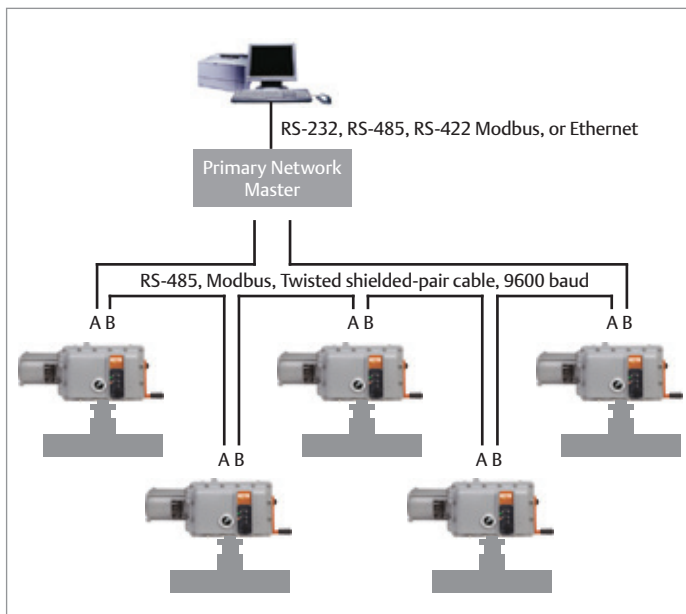 RS-232, RS-485, RS-422 Modbus, or Ethernet
Primary Network
Master
RS-485, Modbus, Twisted shielded-pair cable, 9600 baud
A B
A B
A B
A B
A B